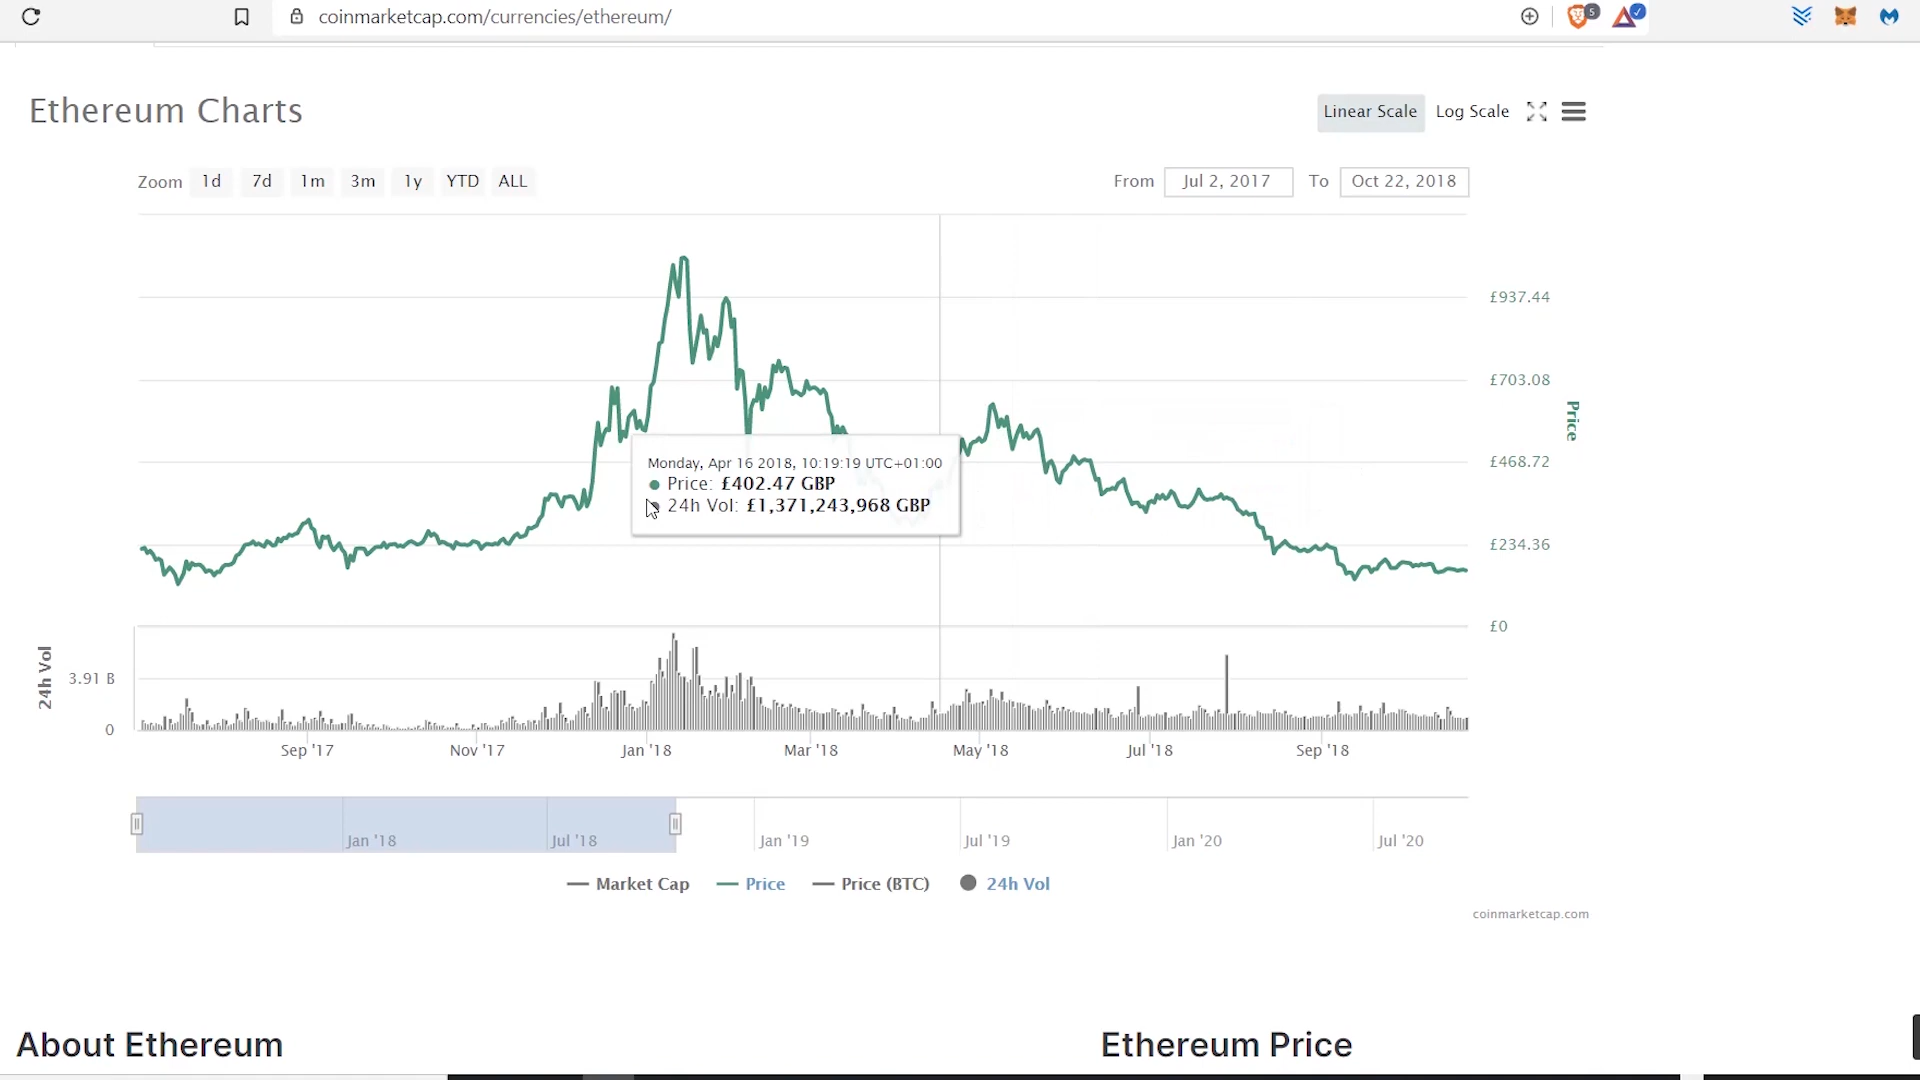 coinmarketcap.com/currencies/ethereum/
5
Ethereum Charts
Linear Scale Log Scale
Zoom 1d 7d 1m 3m 1y YTD ALL
From Jul 2, 2017 To Oct 22, 2018
£937.44
£703.08
£468.72
£234.36
£0
Price
Monday, Apr 16 2018, 10:19:19 UTC+01:00
Price: £402.47 GBP
24h Vol: £1,371,243,968 GBP
24h Vol
3.91 B
0
Sep '17 Nov '17 Jan '18 Mar '18 May '18 Jul '18 Sep '18
Jan '18 Jul '18 Jan '19 Jul '19 Jan '20 Jul '20
Market Cap Price Price (BTC) 24h Vol
coinmarketcap.com
About Ethereum
Ethereum Price